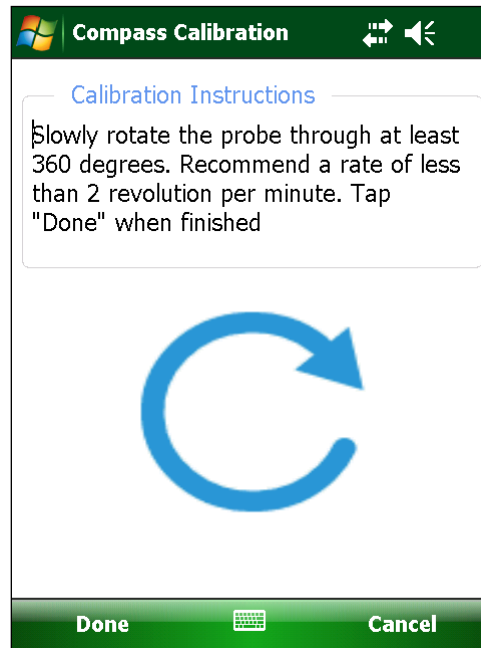 Compass Calibration
Calibration Instructions
Slowly rotate the probe through at least
360 degrees. Recommend a rate of less
than 2 revolution per minute. Tap
"Done" when finished
Done Cancel